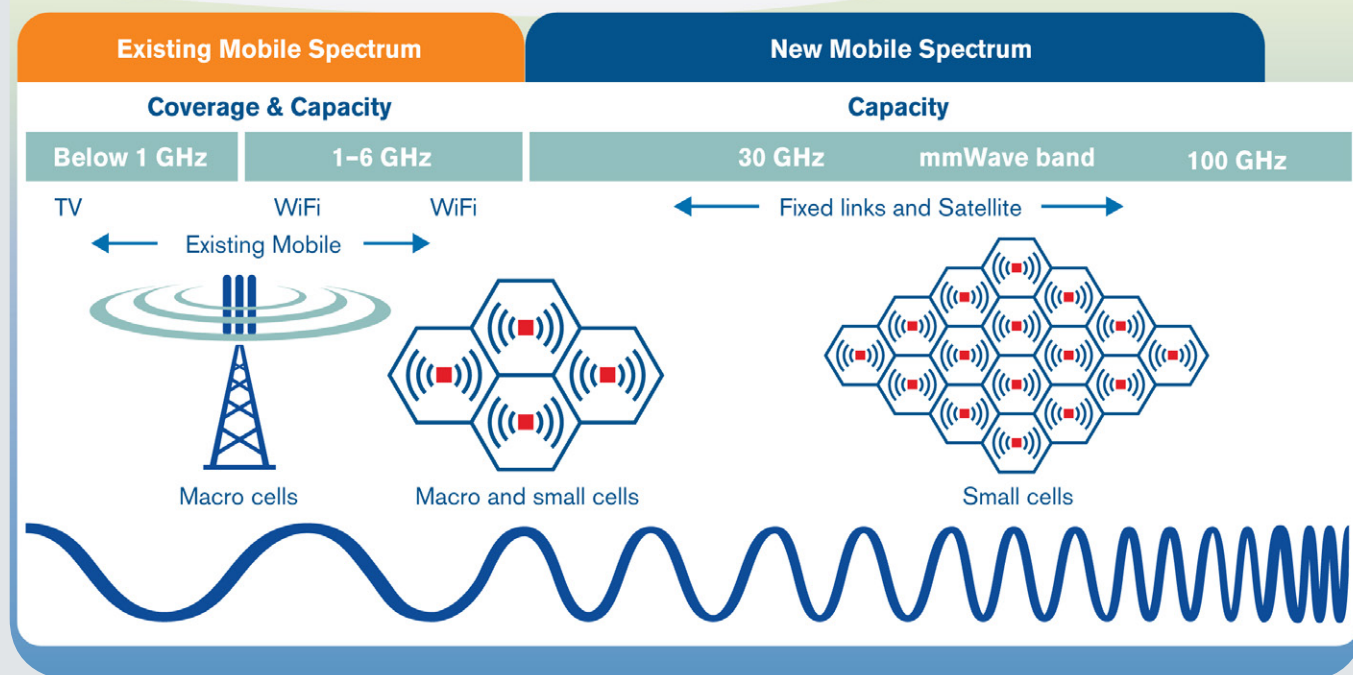 Existing Mobile Spectrum
New Mobile Spectrum
Coverage & Capacity
Capacity
Below 1 GHz
1–6 GHz
30 GHz
mmWave band
100 GHz
TV
WiFi
WiFi
Fixed links and Satellite
Existing Mobile
Macro cells
Macro and small cells
Small cells